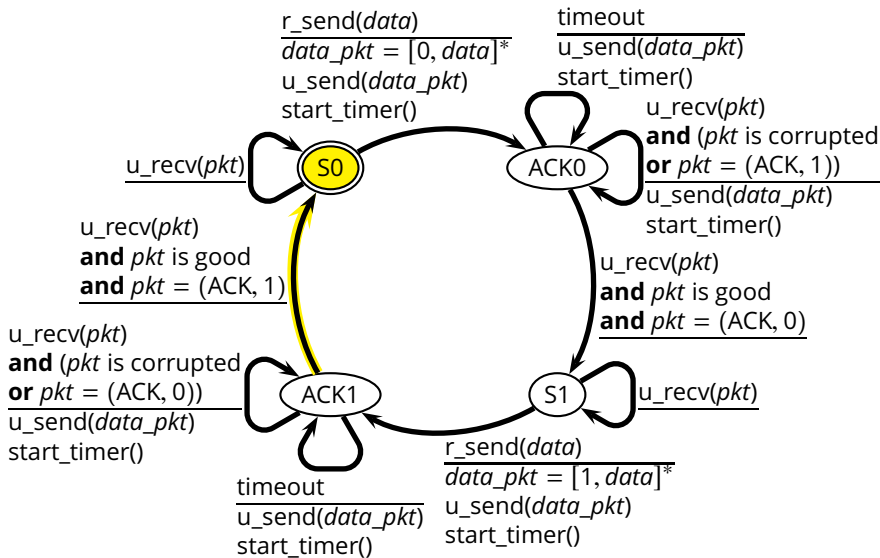 r_send(data)
data_pkt = [0, data]*
u_send(data_pkt)
start_timer()
timeout
u_send(data_pkt)
start_timer()
u_recv(pkt)
and (pkt is corrupted
or pkt = (ACK, 1))
u_send(data_pkt)
start_timer()
u_recv(pkt)
S0
ACK0
u_recv(pkt)
and pkt is good
and pkt = (ACK, 1)
u_recv(pkt)
and pkt is good
and pkt = (ACK, 0)
u_recv(pkt)
and (pkt is corrupted
or pkt = (ACK, 0))
u_send(data_pkt)
start_timer()
ACK1
S1
u_recv(pkt)
timeout
u_send(data_pkt)
start_timer()
r_send(data)
data_pkt = [1, data]*
u_send(data_pkt)
start_timer()